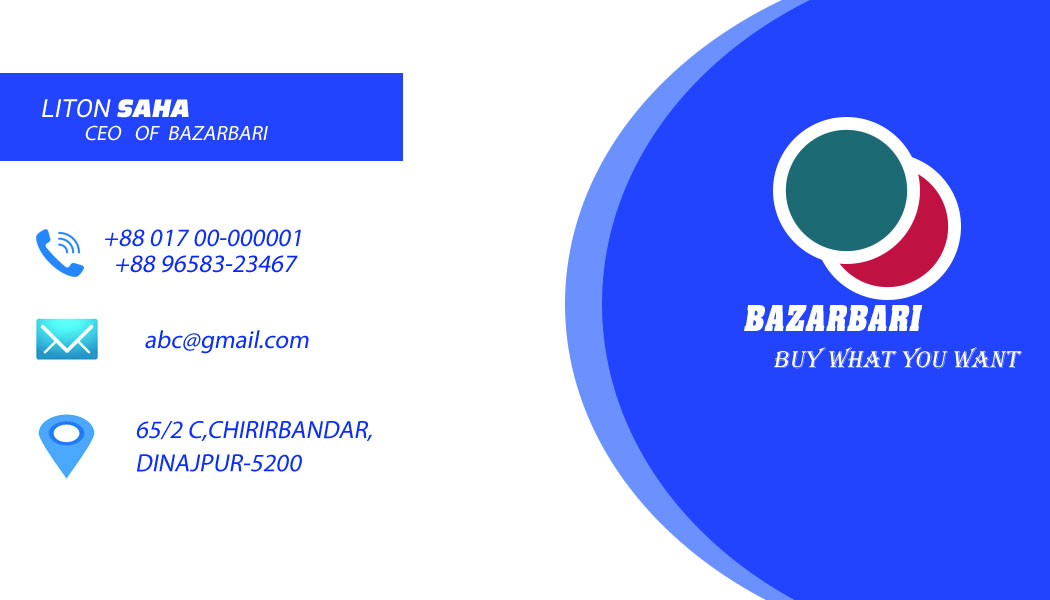 LITON SAHA
CEO OF BAZARBARI
+88 017 00-000001
+88 96583-23467
abc@gmail.com
65/2 C,CHIRIRBANDAR,
DINAJPUR-5200
BAZARBARI
BUY WHAT YOU WANT